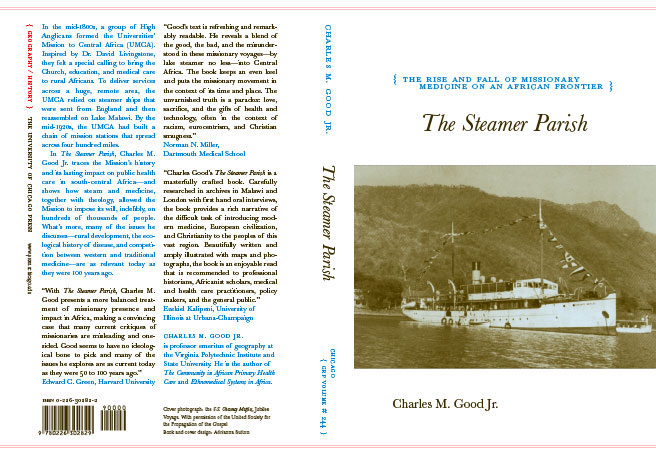 { GEOGRAPHY / HISTORY }
THE UNIVERSITY OF CHICAGO PRESS
In the mid-1800s, a group of High
Anglicans formed the Universities'
Mission to Central Africa (UMCA).
Inspired by Dr. David Livingstone,
they felt a special calling to bring the
Church, education, and medical care
to rural Africans. To deliver services
across a huge, remote area, the
UMCA relied on steamer ships that
were sent from England and then
reassembled on Lake Malawi. By the
mid-1920s, the UMCA had built a
chain of mission stations that spread
across four hundred miles.
In The Steamer Parish, Charles M.
Good Jr. traces the Mission's history
and its lasting impact on public health
care in south-central Africa—and
shows how steam and medicine,
together with theology, allowed the
Mission to impose its will, indelibly, on
hundreds of thousands of people.
What's more, many of the issues he
discusses—rural development, the eco-
logical history of disease, and competi-
tion between western and traditional
medicine—are as relevant today as
they were 100 years ago.
"With The Steamer Parish, Charles M.
Good presents a more balanced treat-
ment of missionary presence and
impact in Africa, making a convincing
case that many current critiques of
missionaries are misleading and one-
sided. Good seems to have no ideolog-
ical bone to pick and many of the
issues he explores are as current today
as they were 50 to 100 years ago."
Edward C. Green, Harvard University
ISBN 0-226-30282-2
90000
9 780226 302829
"Good's text is refreshing and remark-
ably readable. He reveals a blend of
the good, the bad, and the misunder-
stood in these missionary voyages—by
lake steamer no less—into Central
Africa. The book keeps an even keel
and puts the missionary movement in
the context of its time and place. The
unvarnished truth is a paradox: love,
sacrifice, and the gifts of health and
technology, often in the context of
racism, eurocentrism, and Christian
smugness."
Norman N. Miller,
Dartmouth Medical School
"Charles Good's The Steamer Parish is a
masterfully crafted book. Carefully
researched in archives in Malawi and
London with first hand oral interviews,
the book provides a rich narrative of
the difficult task of introducing mod-
ern medicine, European civilization,
and Christianity to the peoples of this
vast region. Beautifully written and
amply illustrated with maps and pho-
tographs, the book is an enjoyable read
that is recommended to professional
historians, Africanist scholars, medical
and health care practitioners, policy
makers, and the general public."
Ezekiel Kalipeni, University of
Illinois at Urbana-Champaign
CHARLES M. GOOD JR.
is professor emeritus of geography at
the Virginia Polytechnic Institute and
State University. He is the author of
The Community in African Primary Health
Care and Ethnomedical Systems in Africa.
Cover photograph: the S.S. Chauncy Maples, Jubilee
Voyage. With permission of the United Society for
the Propagation of the Gospel
Book and cover design: Adrianna Sutton
CHARLES M. GOOD JR.
The Steamer Parish
CHICAGO
{ GRP VOLUME # 244 }
{ THE RISE AND FALL OF MISSIONARY
MEDICINE ON AN AFRICAN FRONTIER }
The Steamer Parish
Charles M. Good Jr.